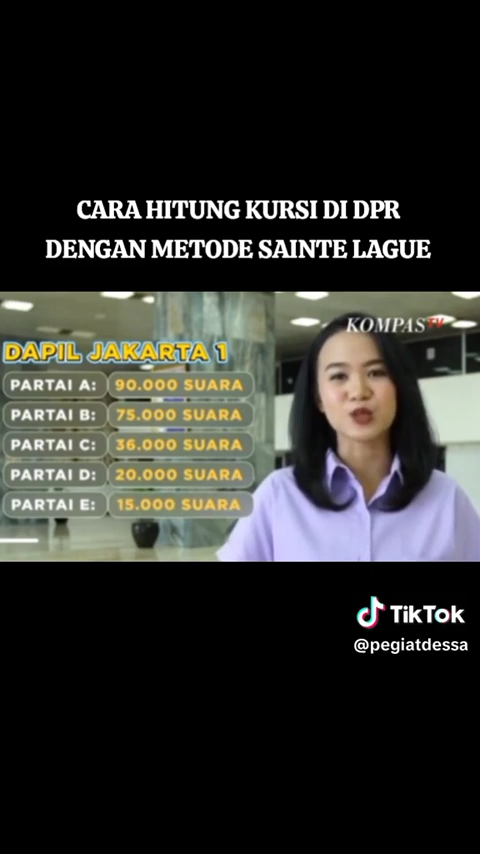 CARA HITUNG KURSI DI DPR
DENGAN METODE SAINTE LAGUE
KOMPASTV
DAPIL JAKARTA 1
PARTAI A: 90.000 SUARA
PARTAI B: 75.000 SUARA
PARTAI C: 36.000 SUARA
PARTAI D: 20.000 SUARA
PARTAI E: 15.000 SUARA
TikTok
@pegiatdessa